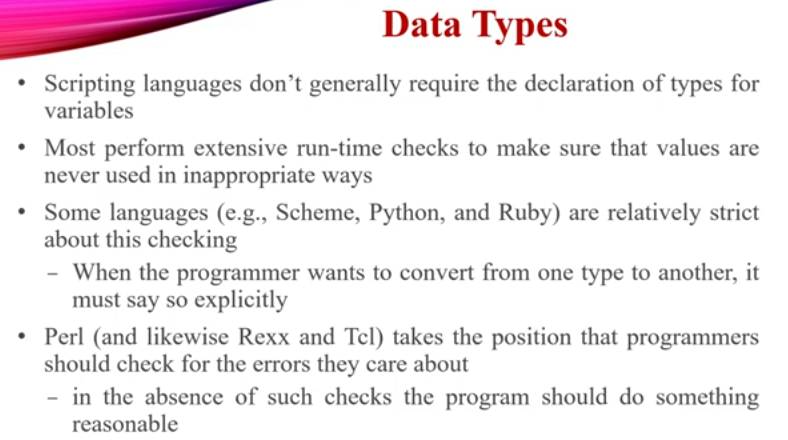 Data Types
• Scripting languages don't generally require the declaration of types for
variables
• Most perform extensive run-time checks to make sure that values are
never used in inappropriate ways
• Some languages (e.g., Scheme, Python, and Ruby) are relatively strict
about this checking
– When the programmer wants to convert from one type to another, it
must say so explicitly
• Perl (and likewise Rexx and Tcl) takes the position that programmers
should check for the errors they care about
– in the absence of such checks the program should do something
reasonable